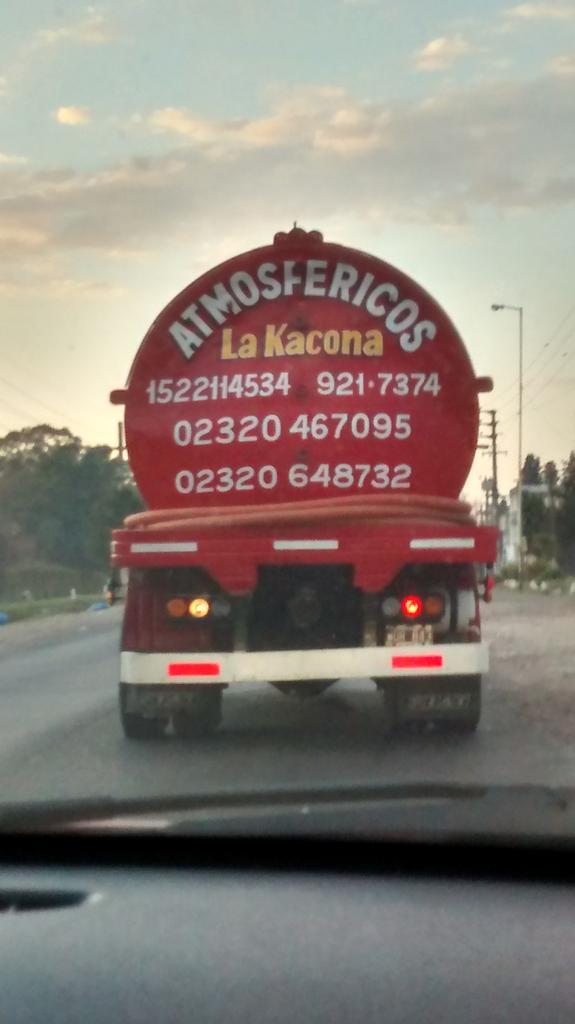 ATMOSFERICOS
La Kacona
1522114534 921·7374
02320 467095
02320 648732